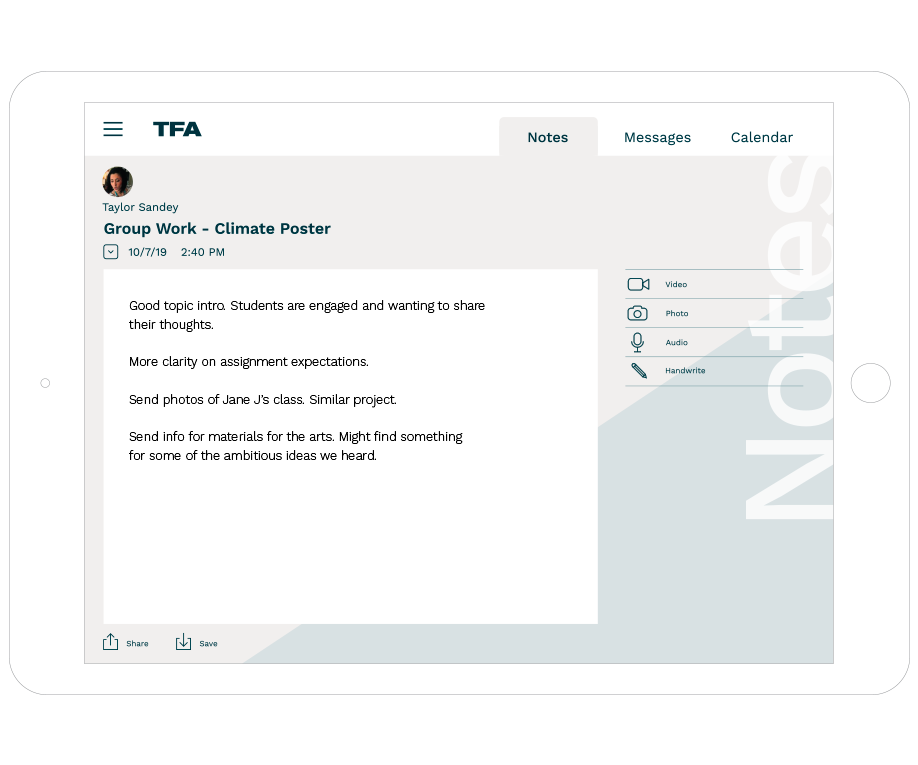 TFA
Notes
Messages
Calendar
Taylor Sandey
Group Work - Climate Poster
10/7/19 2:40 PM
Good topic intro. Students are engaged and wanting to share
their thoughts.
More clarity on assignment expectations.
Send photos of Jane J's class. Similar project.
Send info for materials for the arts. Might find something
for some of the ambitious ideas we heard.
Video
Photo
Audio
Handwrite
Notes
Share
Save